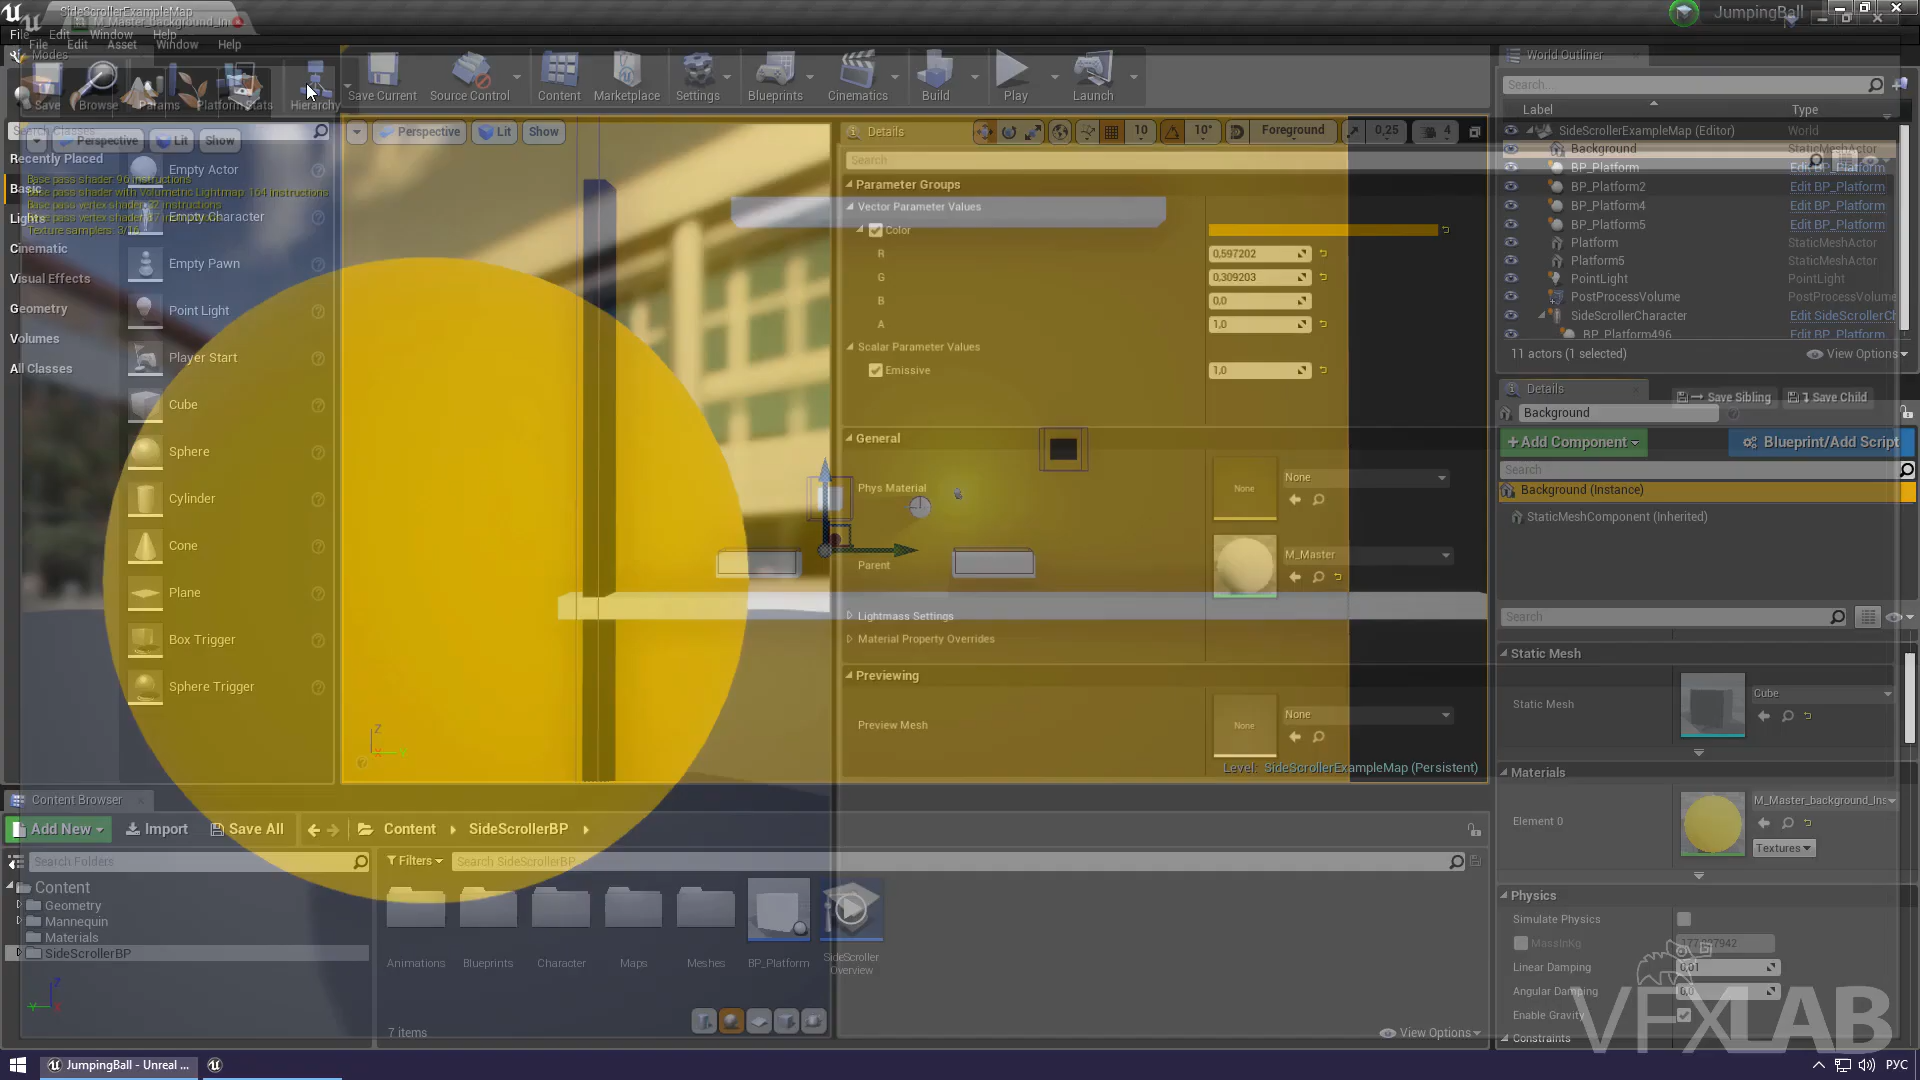 SideScrollerExampleMap
M_Master_background_In
JumpingBall
File Edit Window Help
File Edit Asset Window Help
Modes
Save Browse Params Platform Stats Hierarchy
Save Current Source Control Content Marketplace Settings Blueprints Cinematics Build Play Launch
Search Classes
Perspective Lit Show
Recently Placed
Basic
Lights
Cinematic
Visual Effects
Geometry
Volumes
All Classes
Base pass shader: 96 instructions
Base pass shader with Volumetric Lightmap: 164 instructions
Texture samplers: 3/16
Empty Actor
Empty Character
Empty Pawn
Point Light
Player Start
Cube
Sphere
Cylinder
Cone
Plane
Box Trigger
Sphere Trigger
Perspective Lit Show
Details
10 10° Foreground 0,25 4
Search
Parameter Groups
Vector Parameter Values
Color
R 0,597202
G 0,309203
B 0,0
A 1,0
Scalar Parameter Values
Emissive 1,0
General
Phys Material None None
Parent M_Master
Lightmass Settings
Material Property Overrides
Previewing
Preview Mesh None None
Level: SideScrollerExampleMap (Persistent)
World Outliner
Search...
Label Type
SideScrollerExampleMap (Editor) World
Background StaticMeshActor
BP_Platform Edit BP_Platform
BP_Platform2 Edit BP_Platform
BP_Platform4 Edit BP_Platform
BP_Platform5 Edit BP_Platform
Platform StaticMeshActor
Platform5 StaticMeshActor
PointLight PointLight
PostProcessVolume PostProcessVolume
SideScrollerCharacter Edit SideScrollerCh
BP_Platform496 Edit BP_Platform
11 actors (1 selected) View Options
Details
Save Sibling Save Child
Background
+Add Component Blueprint/Add Script
Search
Background (Instance)
StaticMeshComponent (Inherited)
Search
Static Mesh
Static Mesh Cube
Materials
Element 0 M_Master_background_Ins
Textures
Physics
Simulate Physics
MassInKg
Linear Damping 0,01
Angular Damping 0,0
Enable Gravity
Constraints
Content Browser
Add New Import Save All Content SideScrollerBP
Search Folders
Filters Search SideScrollerBP
Content
Geometry
Mannequin
Materials
SideScrollerBP
Animations Blueprints Character Maps Meshes BP_Platform SideScroller
Overview
7 items View Options
VFXLAB
JumpingBall - Unreal ...
РУС